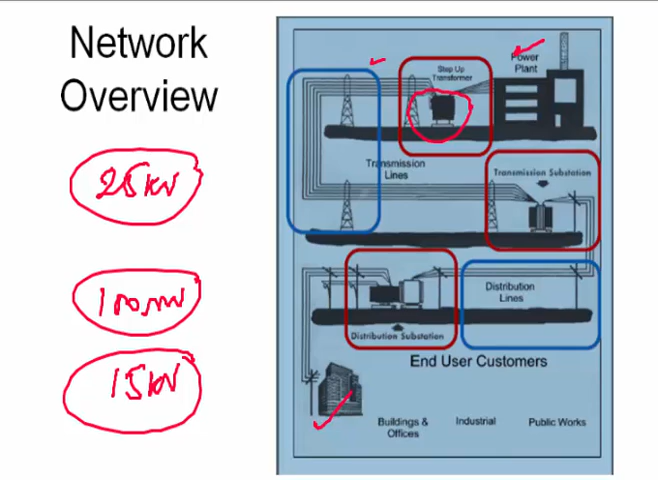 Network
Overview
25kv
15kv
Step Up
Transformer
Power
Plant
Transmission
Lines
Transmission Substation
Distribution
Lines
Distribution Substation
End User Customers
Buildings &
Offices
Industrial
Public Works